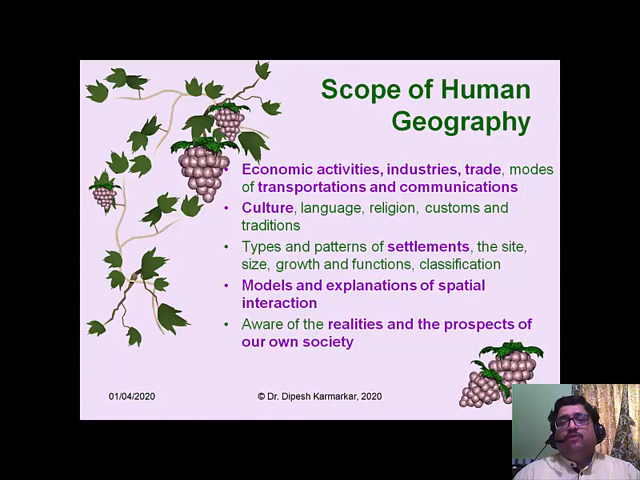 Scope of Human
Geography
• Economic activities, industries, trade, modes
of transportations and communications
• Culture, language, religion, customs and
traditions
• Types and patterns of settlements, the site,
size, growth and functions, classification
• Models and explanations of spatial
interaction
• Aware of the realities and the prospects of
our own society
01/04/2020
© Dr. Dipesh Karmarkar, 2020